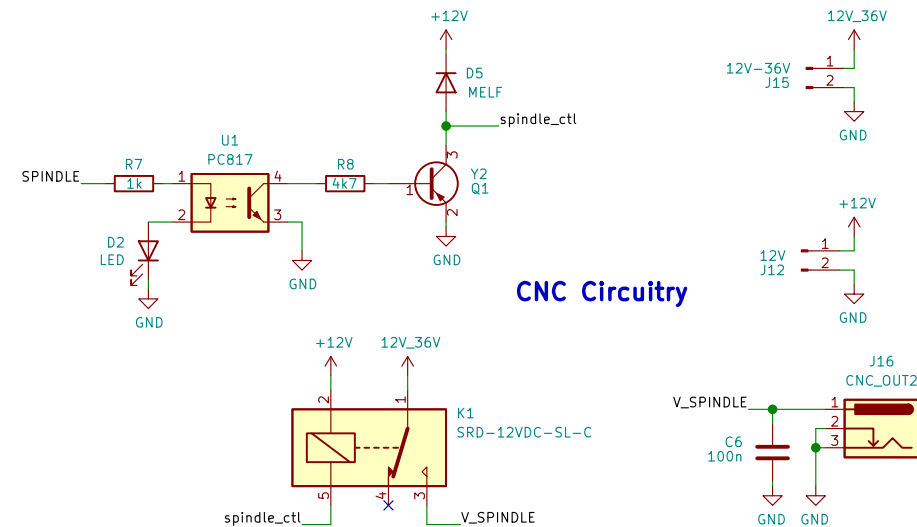 +12V
D5
MELF
spindle_ctl
U1
PC817
SPINDLE
R7
1k
1
2
4
3
R8
4k7
1
3
2
Y2
Q1
GND
D2
LED
GND
GND
12V_36V
12V-36V
J15
1
2
GND
+12V
12V
J12
1
2
GND
CNC Circuitry
+12V
12V_36V
2
1
K1
SRD-12VDC-SL-C
5
4
3
spindle_ctl
V_SPINDLE
J16
CNC_OUT2
V_SPINDLE
1
2
3
C6
100n
GND
GND